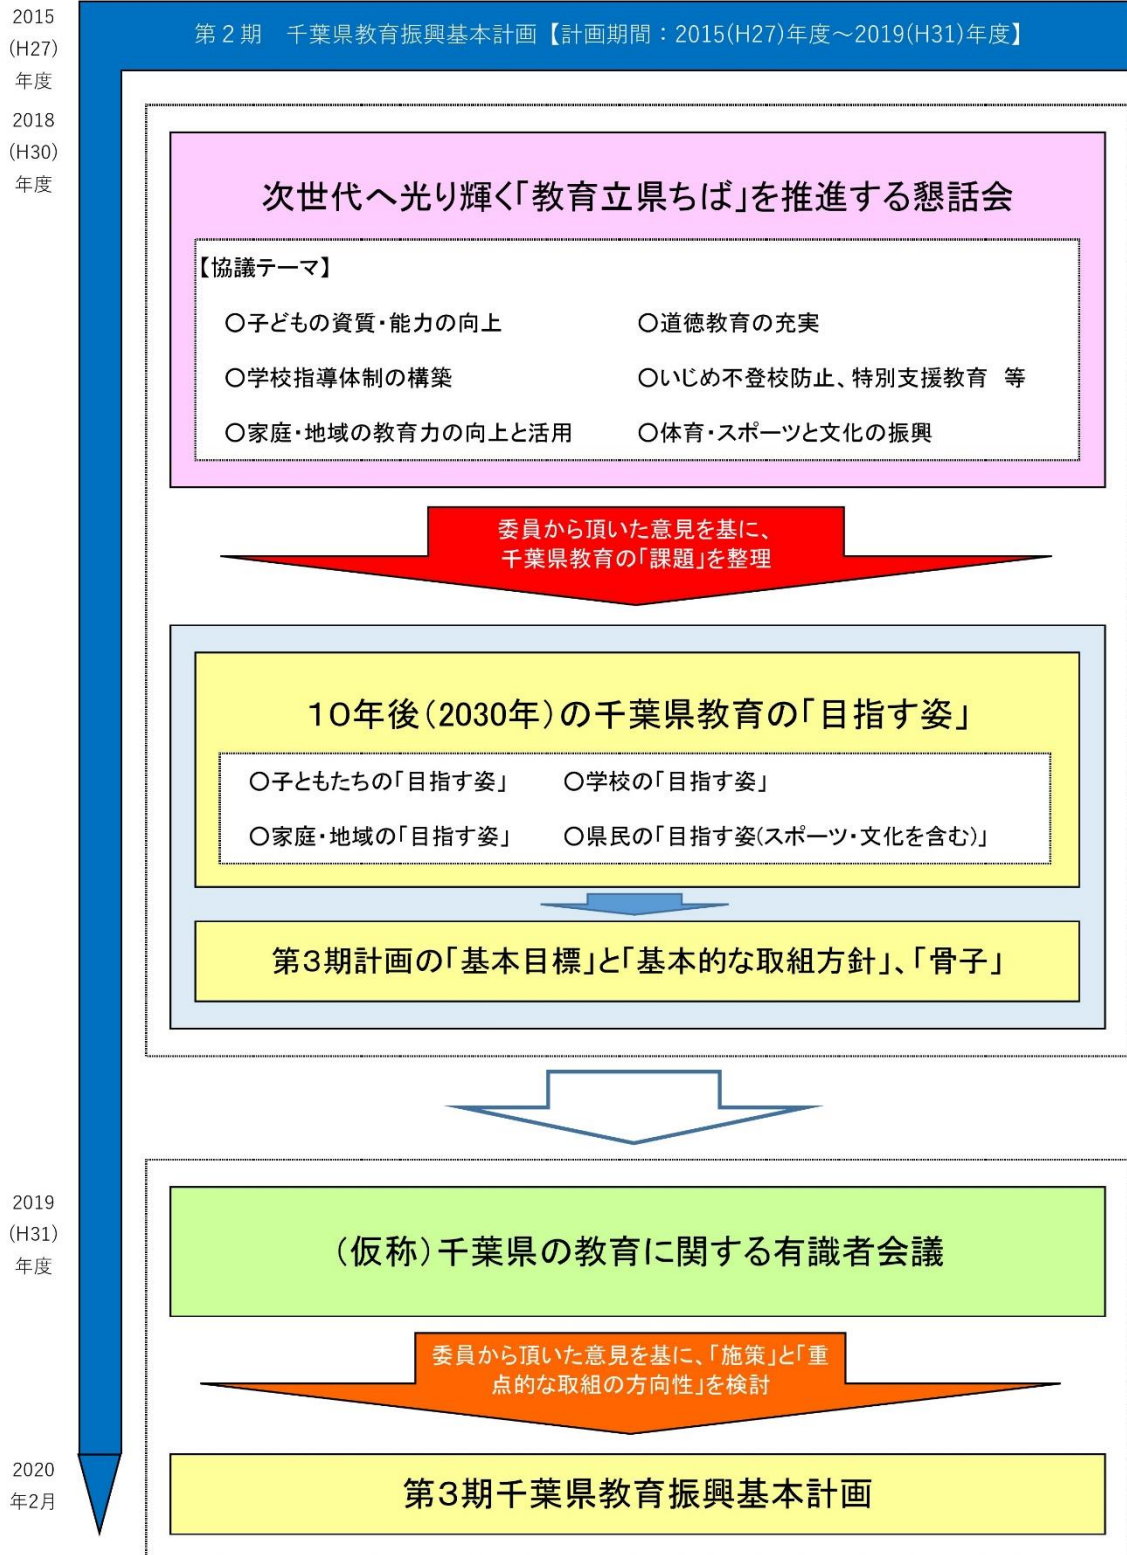 2015
(H27)
年度
第2期　千葉県教育振興基本計画【計画期間：2015(H27)年度～2019(H31)年度】
2018
(H30)
年度
次世代へ光り輝く「教育立県ちば」を推進する懇話会
【協議テーマ】
○子どもの資質・能力の向上
○道徳教育の充実
○学校指導体制の構築
○いじめ不登校防止、特別支援教育　等
○家庭・地域の教育力の向上と活用
○体育・スポーツと文化の振興
委員から頂いた意見を基に、
千葉県教育の「課題」を整理
10年後(2030年)の千葉県教育の「目指す姿」
○子どもたちの「目指す姿」
○学校の「目指す姿」
○家庭・地域の「目指す姿」
○県民の「目指す姿(スポーツ・文化を含む)」
第3期計画の「基本目標」と「基本的な取組方針」、「骨子」
2019
(H31)
年度
(仮称)千葉県の教育に関する有識者会議
委員から頂いた意見を基に、「施策」と「重
点的な取組の方向性」を検討
2020
年2月
第3期千葉県教育振興基本計画